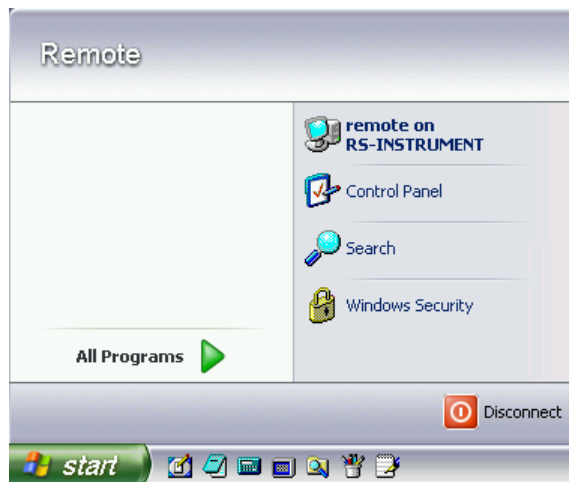 Remote
remote on
RS-INSTRUMENT
Control Panel
Search
Windows Security
All Programs
Disconnect
start